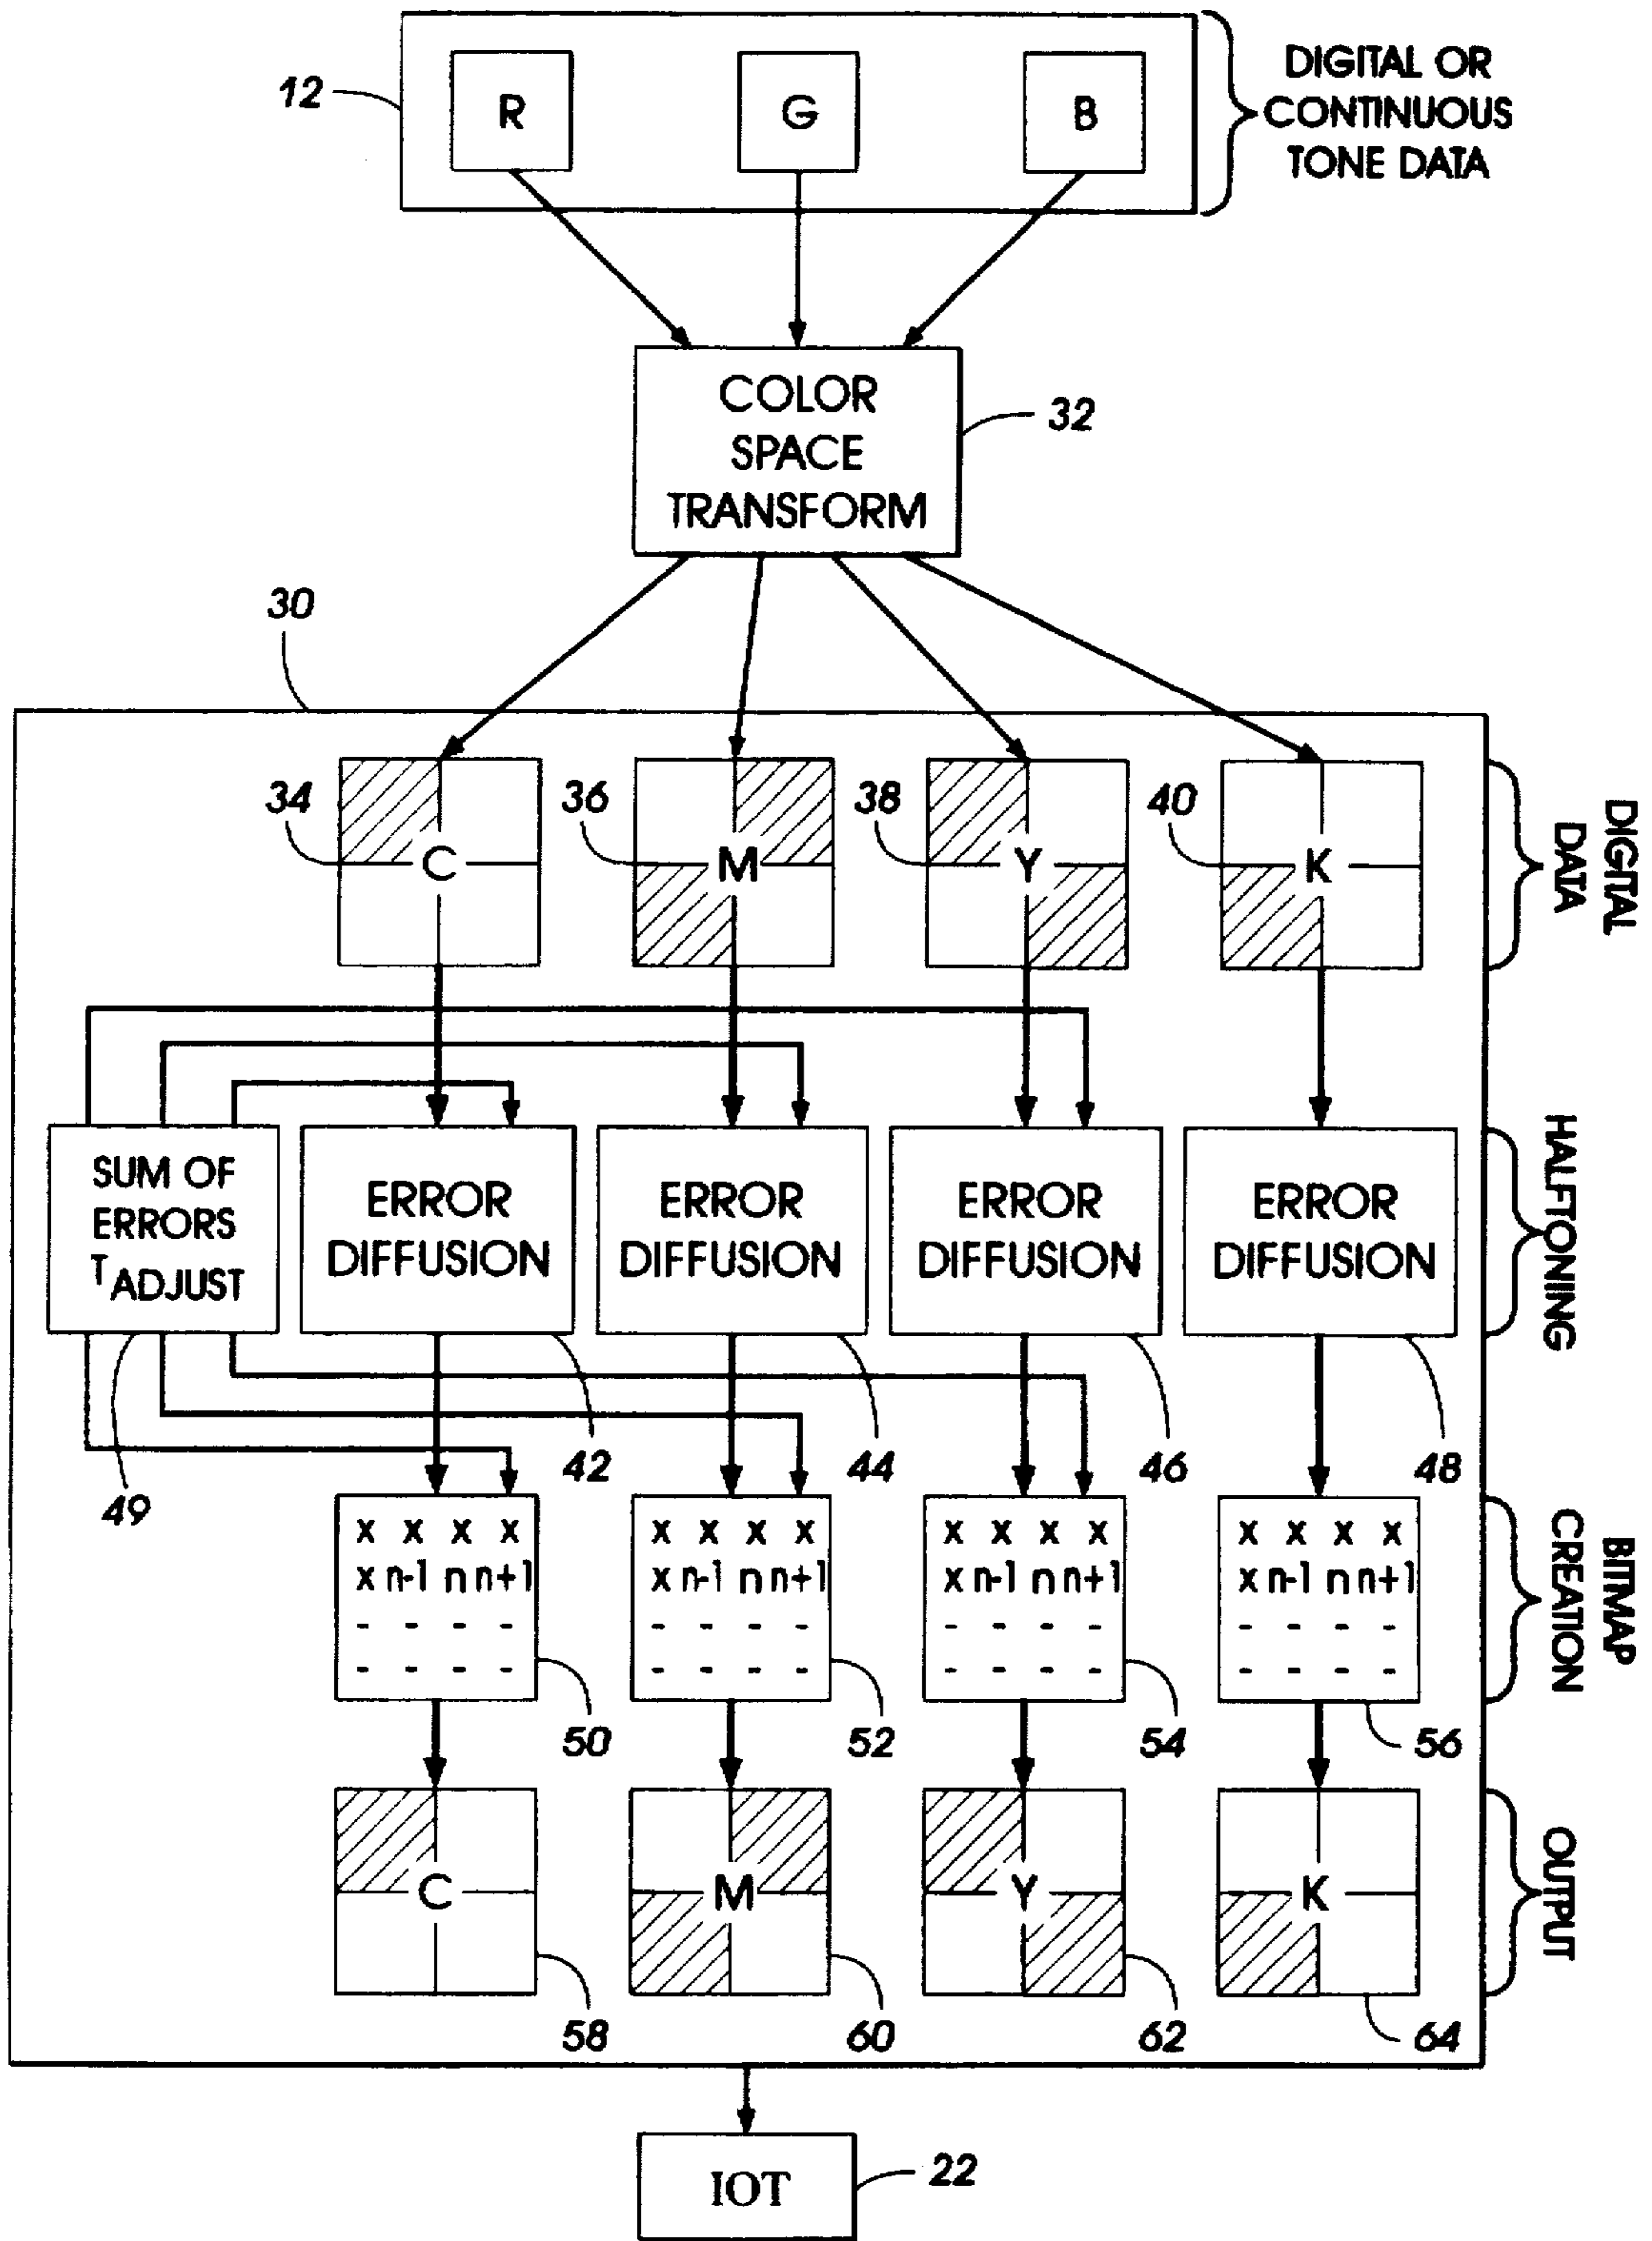 12
R
G
B
DIGITAL OR
CONTINUOUS
TONE DATA
COLOR
SPACE
TRANSFORM
32
30
34
C
36
M
38
Y
40
K
DIGITAL
DATA
SUM OF
ERRORS
T ADJUST
ERROR
DIFFUSION
ERROR
DIFFUSION
ERROR
DIFFUSION
ERROR
DIFFUSION
HALFTONING
49
42
44
46
48
x x x x
x n-1 n n+1
- - - -
- - - -
x x x x
x n-1 n n+1
- - - -
- - - -
x x x x
x n-1 n n+1
- - - -
- - - -
x x x x
x n-1 n n+1
- - - -
- - - -
BITMAP
CREATION
50
52
54
56
C
M
Y
K
OUTPUT
58
60
62
64
IOT
22